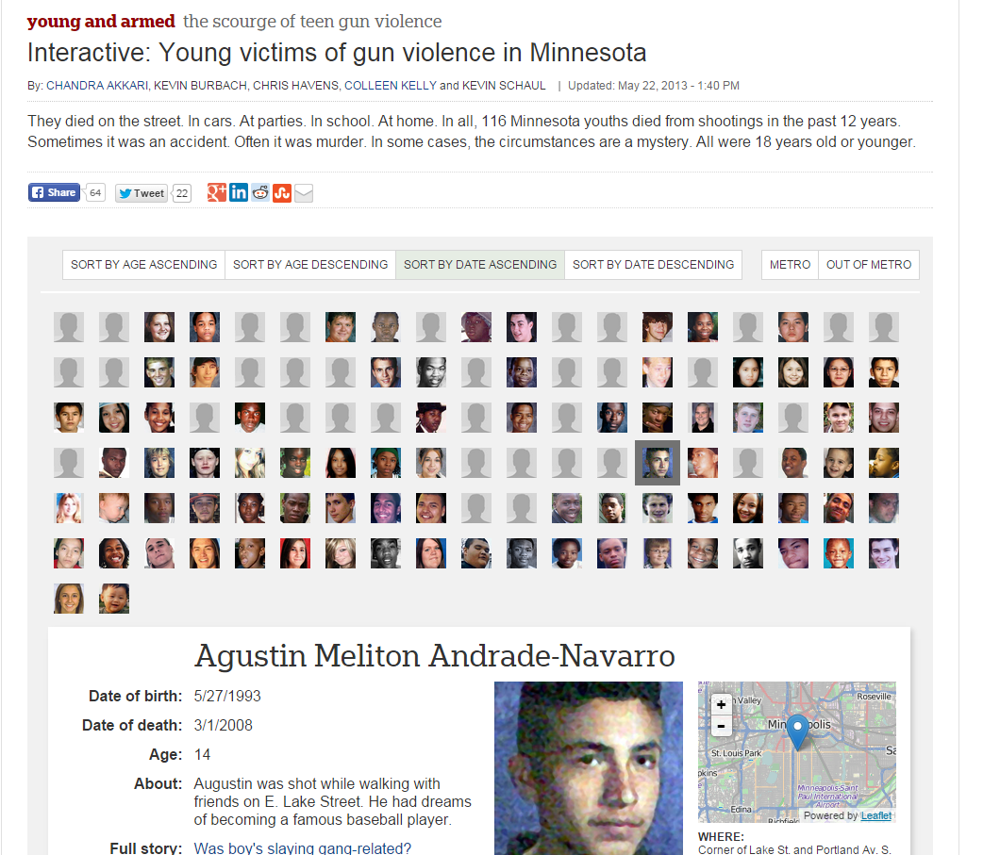 young and armed the scourge of teen gun violence
Interactive: Young victims of gun violence in Minnesota
By: CHANDRA AKKARI, KEVIN BURBACH, CHRIS HAVENS, COLLEEN KELLY and KEVIN SCHAUL | Updated: May 22, 2013 - 1:40 PM
They died on the street. In cars. At parties. In school. At home. In all, 116 Minnesota youths died from shootings in the past 12 years.
Sometimes it was an accident. Often it was murder. In some cases, the circumstances are a mystery. All were 18 years old or younger.
Share 64 Tweet 22
SORT BY AGE ASCENDING SORT BY AGE DESCENDING SORT BY DATE ASCENDING SORT BY DATE DESCENDING METRO OUT OF METRO
Agustin Meliton Andrade-Navarro
Date of birth: 5/27/1993
Date of death: 3/1/2008
Age: 14
About: Augustin was shot while walking with
friends on E. Lake Street. He had dreams
of becoming a famous baseball player.
Full story: Was boy's slaying gang-related?
+
-
n Valley
Roseville
Min polis
St. Louis Park
Sa
pkins
Minneapolis-Saint
Paul International
Airport
Edina
Richfield
Powered by Leaflet
WHERE:
Corner of Lake St. and Portland Av. S.